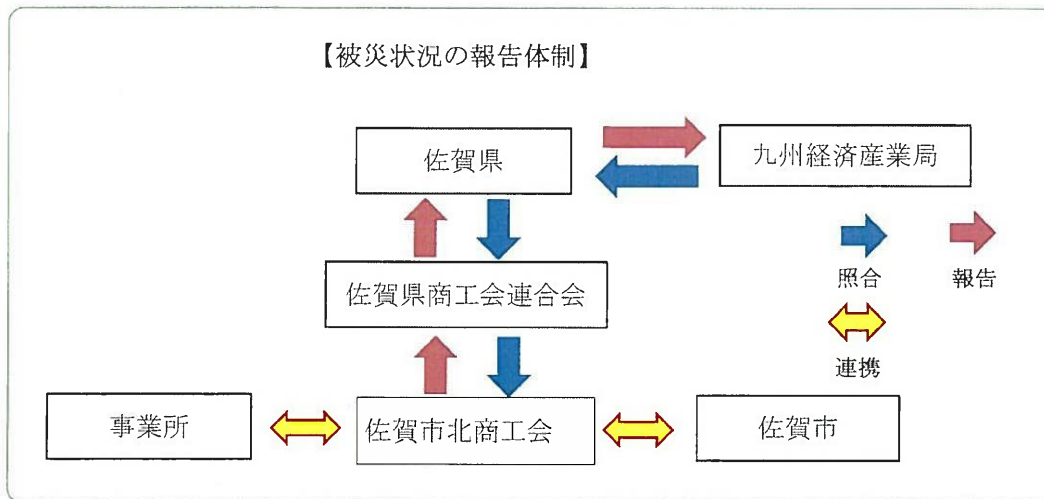 【被災状況の報告体制】
佐賀県
九州経済産業局
照合
報告
佐賀県商工会連合会
連携
事業所
佐賀市北商工会
佐賀市